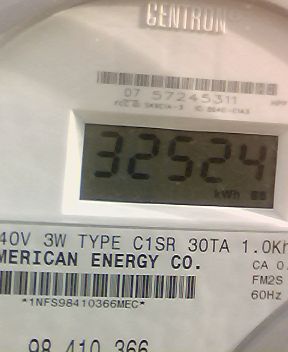 CENTRON
07 57245311
32524
kWh
40V 3W TYPE C1SR 30TA 1.0Kh
MERICAN ENERGY CO.
CA 0.
*1NFS98410366MEC*
FM2S
60Hz
98 410 366